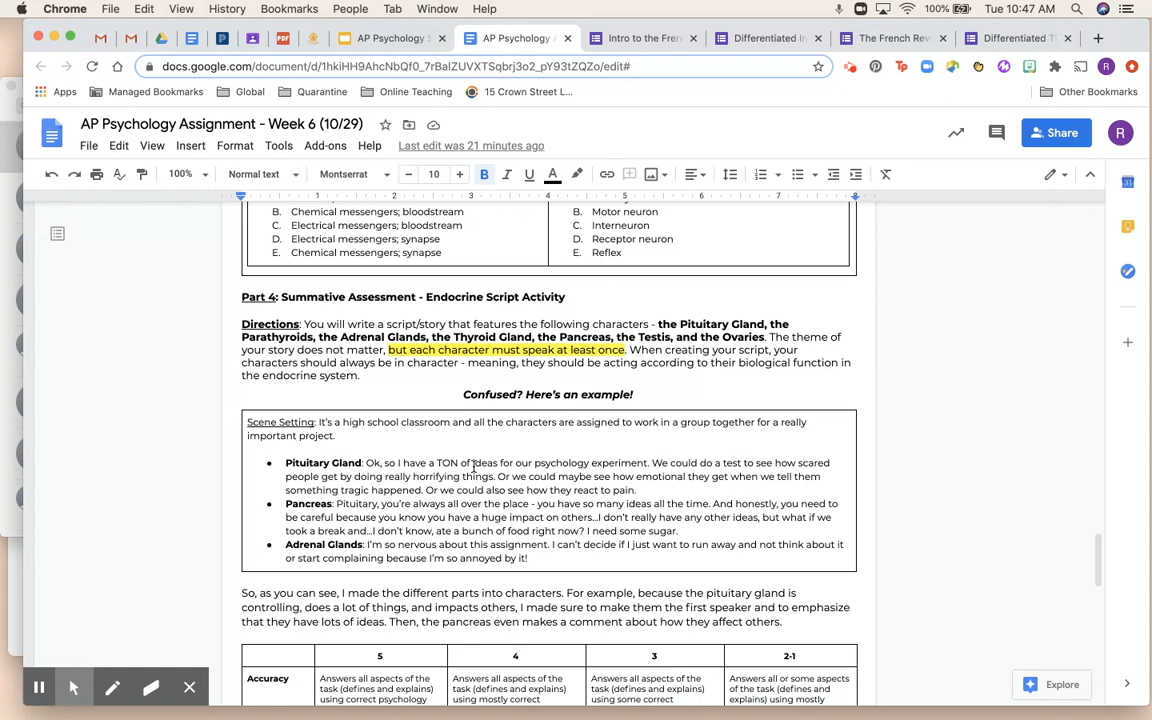 Chrome File Edit View History Bookmarks People Tab Window Help 100% Tue 10:47 AM
AP Psychology S AP Psychology A Intro to the Fren Differentiated In The French Rev Differentiated T
docs.google.com/document/d/1hkiHH9AhcNbQf0_7rBaIZUVXTSqbrj3o2_pY93tZQZo/edit#
Apps Managed Bookmarks Global Quarantine Online Teaching 15 Crown Street L... Other Bookmarks
AP Psychology Assignment - Week 6 (10/29)
Share R
File Edit View Insert Format Tools Add-ons Help Last edit was 21 minutes ago
100% Normal text Montserrat 10 B I U A
1 2 3 4 5 6 7 8
B. Chemical messengers; bloodstream
C. Electrical messengers; bloodstream
D. Electrical messengers; synapse
E. Chemical messengers; synapse
B. Motor neuron
C. Interneuron
D. Receptor neuron
E. Reflex
Part 4: Summative Assessment - Endocrine Script Activity
Directions: You will write a script/story that features the following characters - the Pituitary Gland, the
Parathyroids, the Adrenal Glands, the Thyroid Gland, the Pancreas, the Testis, and the Ovaries. The theme of
your story does not matter, but each character must speak at least once. When creating your script, your
characters should always be in character - meaning, they should be acting according to their biological function in
the endocrine system.
Confused? Here's an example!
Scene Setting: It's a high school classroom and all the characters are assigned to work in a group together for a really
important project.
● Pituitary Gland: Ok, so I have a TON of ideas for our psychology experiment. We could do a test to see how scared
people get by doing really horrifying things. Or we could maybe see how emotional they get when we tell them
something tragic happened. Or we could also see how they react to pain.
● Pancreas: Pituitary, you're always all over the place - you have so many ideas all the time. And honestly, you need to
be careful because you know you have a huge impact on others...I don't really have any other ideas, but what if we
took a break and...I don't know, ate a bunch of food right now? I need some sugar.
● Adrenal Glands: I'm so nervous about this assignment. I can't decide if I just want to run away and not think about it
or start complaining because I'm so annoyed by it!
So, as you can see, I made the different parts into characters. For example, because the pituitary gland is
controlling, does a lot of things, and impacts others, I made sure to make them the first speaker and to emphasize
that they have lots of ideas. Then, the pancreas even makes a comment about how they affect others.
5 4 3 2-1
Accuracy
Answers all aspects of
the task (defines and
explains)
using correct psychology
Answers all aspects of
the task (defines and explains)
using mostly correct
Answers all aspects of
the task (defines and explains)
using some correct
Answers all or some aspects
of the task (defines and
explains) using mostly
Explore